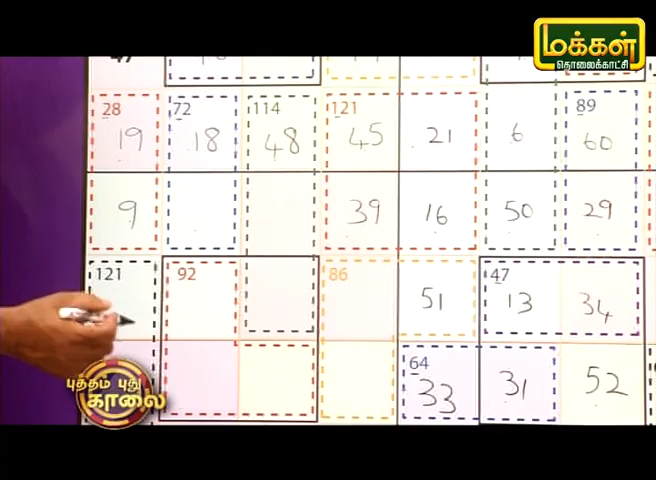 மக்கள்
தொலைக்காட்சி
47
28 72 114 121 89
19 18 48 45 21 6 60
9 39 16 50 29
121 92 86 47
51 13 34
64
33 31 52
புத்தம் புது
காலை